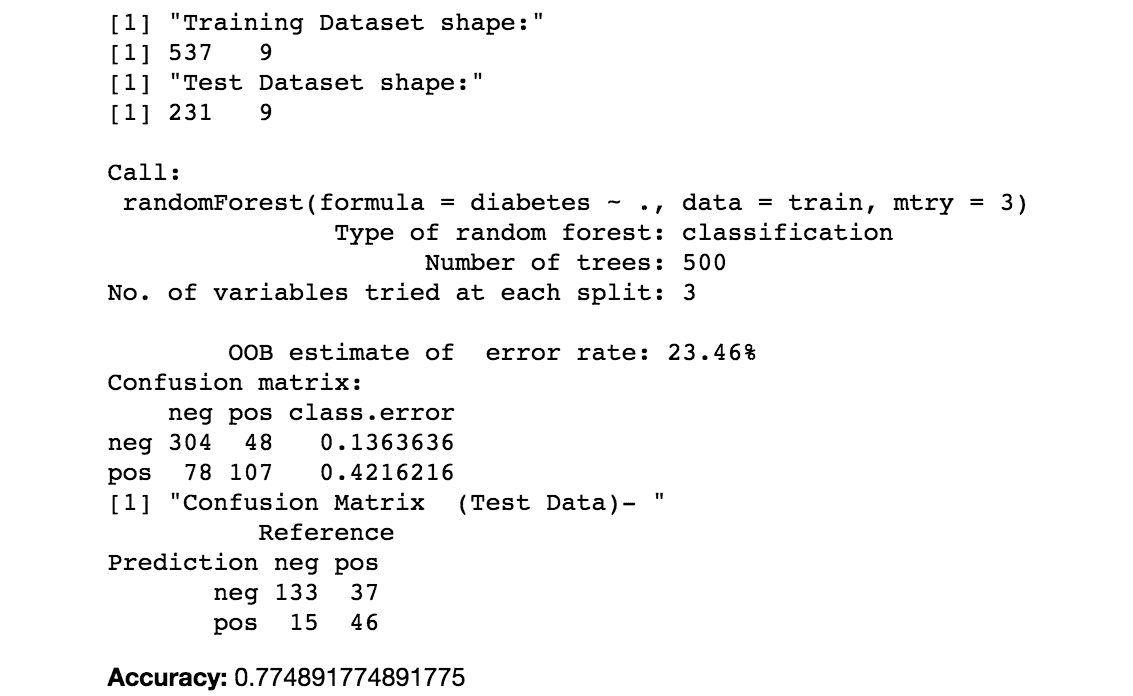 [1] "Training Dataset shape:"
[1] 537   9
[1] "Test Dataset shape:"
[1] 231   9
Call:
 randomForest(formula = diabetes ~ ., data = train, mtry = 3)
               Type of random forest: classification
                     Number of trees: 500
No. of variables tried at each split: 3
        OOB estimate of  error rate: 23.46%
Confusion matrix:
    neg pos class.error
neg 304  48   0.1363636
pos  78 107   0.4216216
[1] "Confusion Matrix  (Test Data)- "
          Reference
Prediction neg pos
       neg 133  37
       pos  15  46
Accuracy: 0.774891774891775